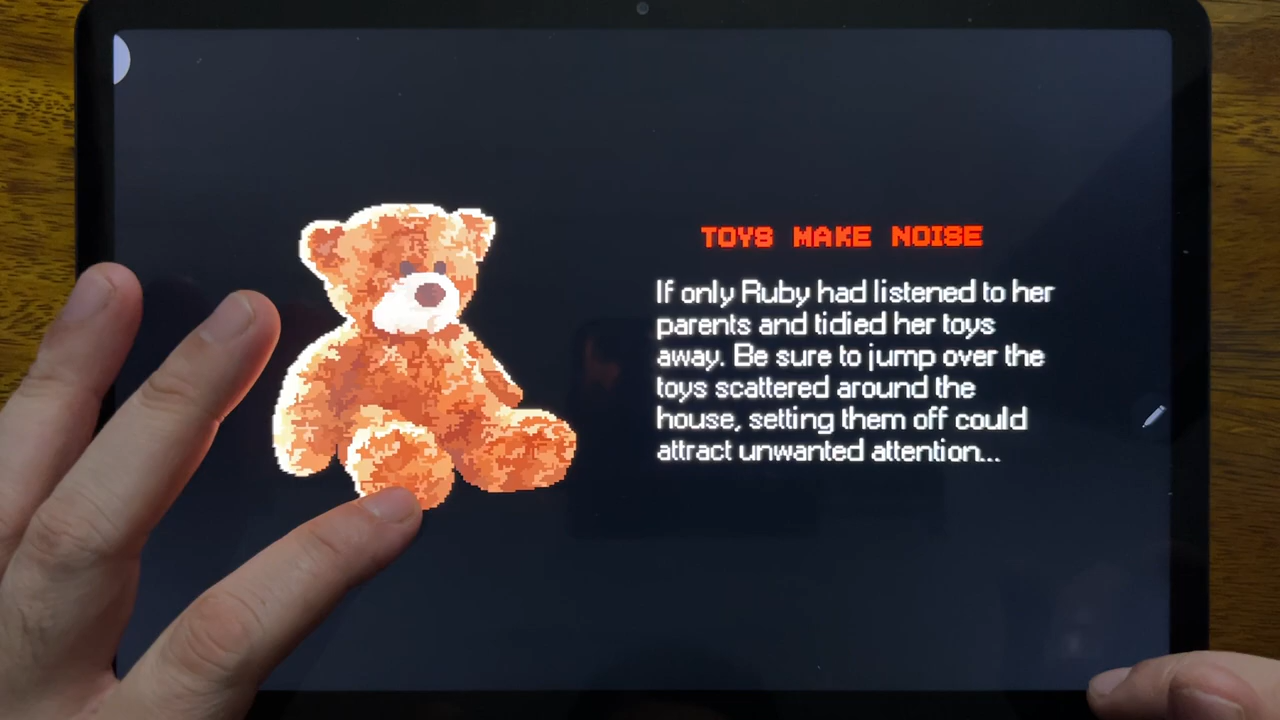 TOYS MAKE NOISE
If only Ruby had listened to her
parents and tidied her toys
away. Be sure to jump over the
toys scattered around the
house, setting them off could
attract unwanted attention...